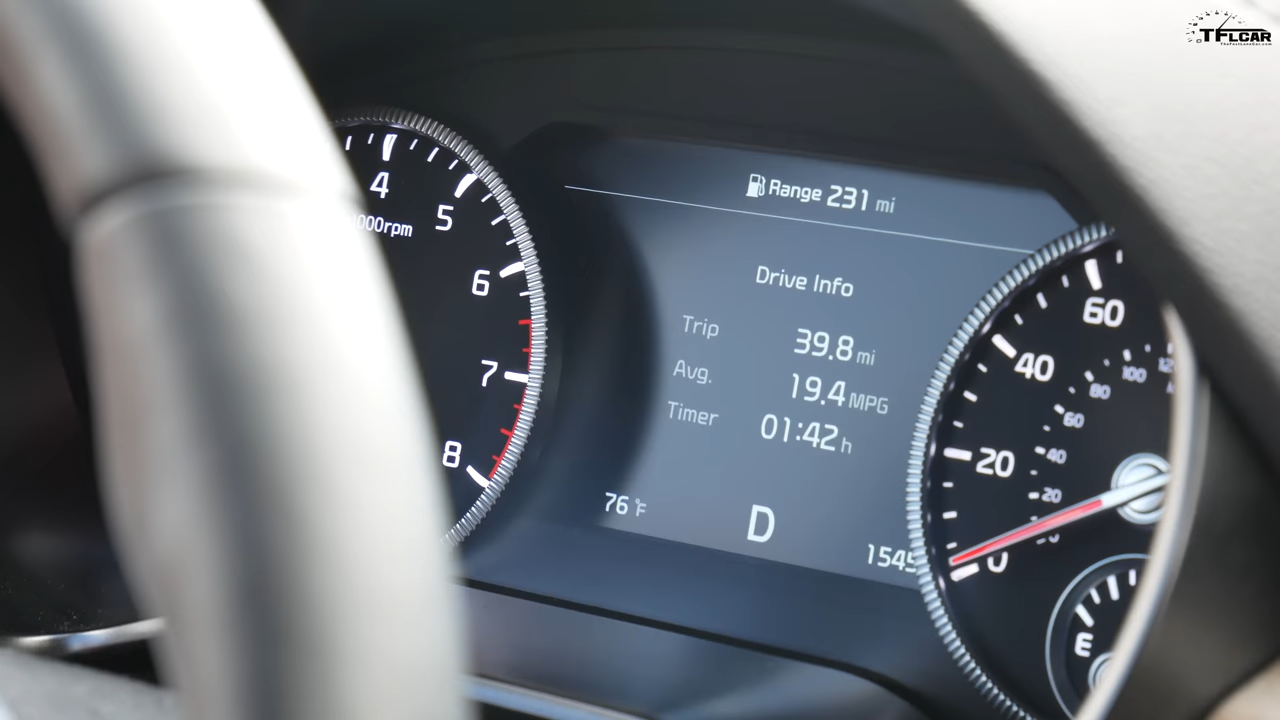 TFLCAR
TheFastLaneCar.com
Range 231 mi
Drive Info
Trip 39.8 mi
Avg. 19.4 MPG
Timer 01:42 h
76 °F
D
1545
4
5
6
7
8
000rpm
0
20
40
60
20
40
60
80
100
E